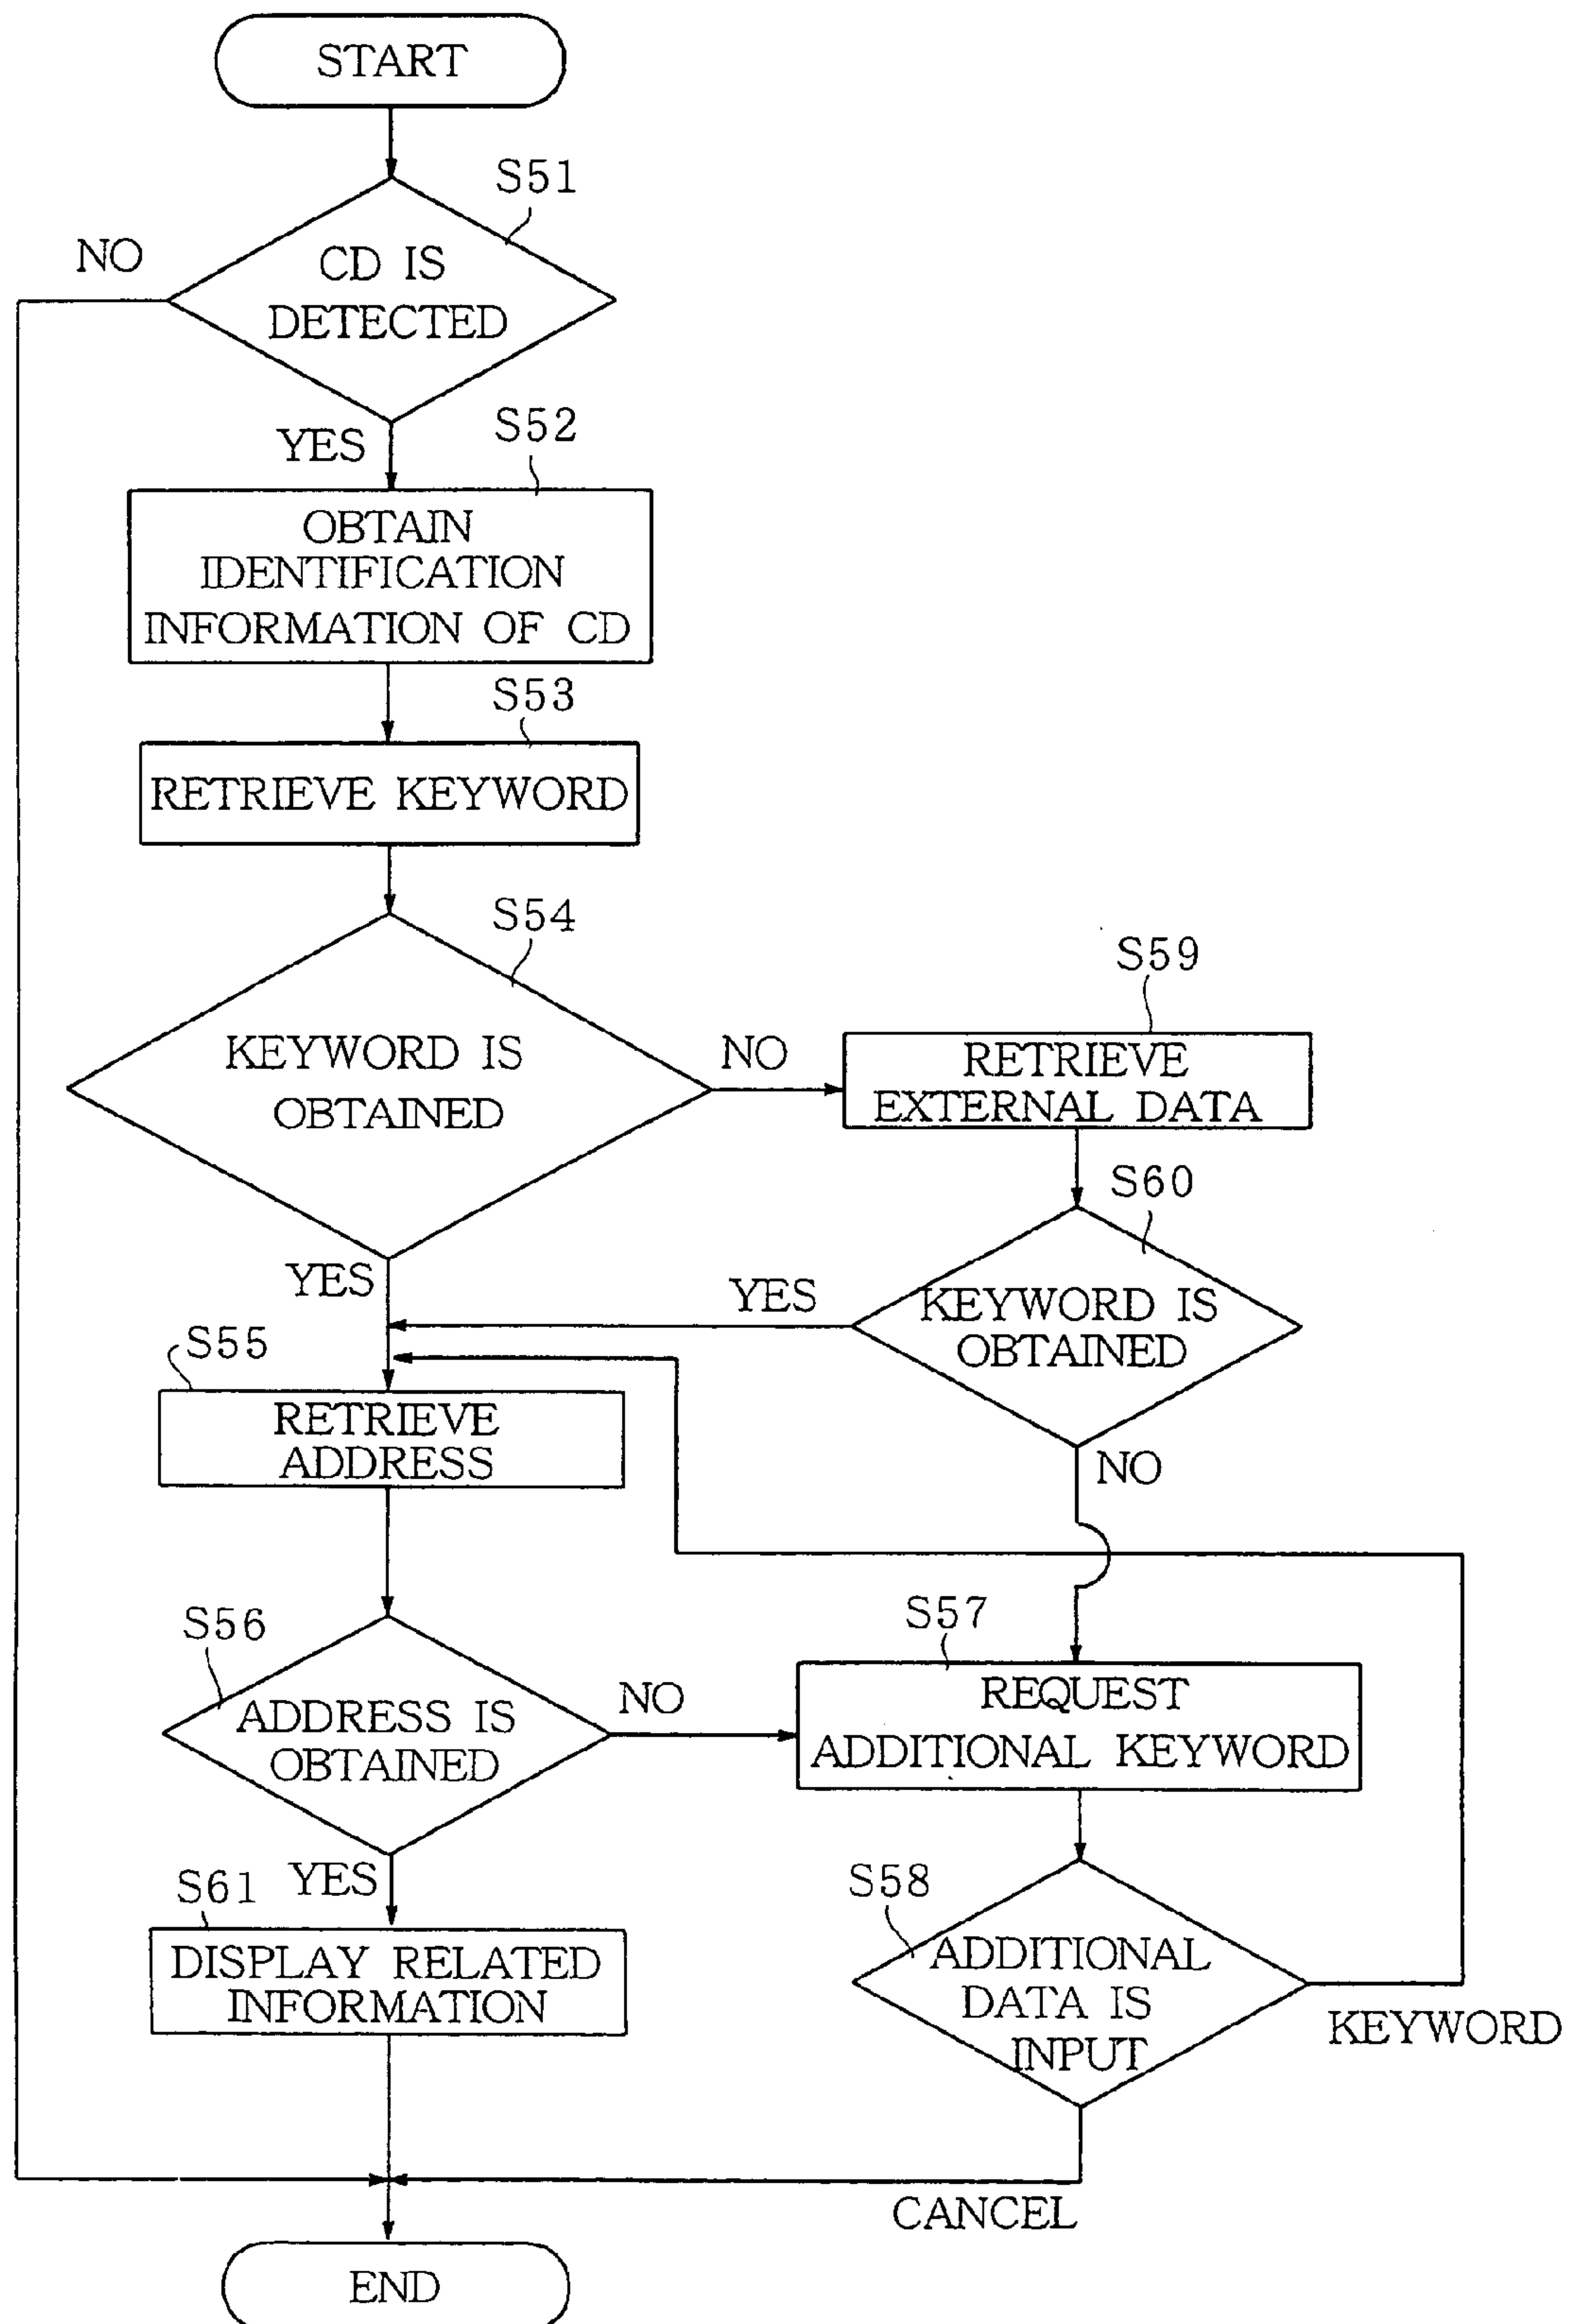 START
S51
NO
CD IS
DETECTED
YES
S52
OBTAIN
IDENTIFICATION
INFORMATION OF CD
S53
RETRIEVE KEYWORD
S54
KEYWORD IS
OBTAINED
NO
S59
RETRIEVE
EXTERNAL DATA
S60
KEYWORD IS
OBTAINED
YES
YES
NO
S55
RETRIEVE
ADDRESS
S56
ADDRESS IS
OBTAINED
NO
S57
REQUEST
ADDITIONAL KEYWORD
YES
S61
DISPLAY RELATED
INFORMATION
S58
ADDITIONAL
DATA IS
INPUT
KEYWORD
CANCEL
END